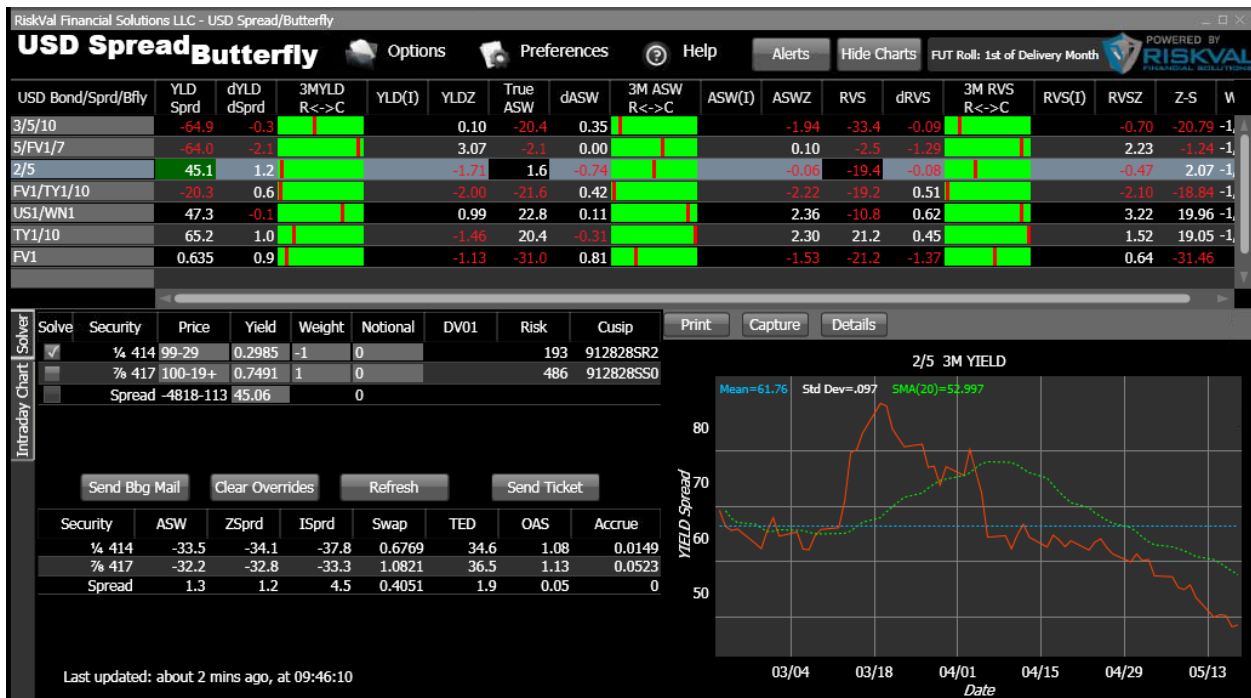 RiskVal Financial Solutions LLC - USD Spread/Butterfly
USD Spread Butterfly Options Preferences Help Alerts Hide Charts FUT Roll: 1st of Delivery Month POWERED BY RISKVAL FINANCIAL SOLUTIONS
USD Bond/Sprd/Bfly YLD Sprd dYLD dSprd 3MYLD R<->C YLD(I) YLDZ True ASW dASW 3M ASW R<->C ASW(I) ASWZ RVS dRVS 3M RVS R<->C RVS(I) RVSZ Z-S
3/5/10 -64.9 -0.3 0.10 -20.4 0.35 -1.94 -33.4 -0.09 -0.70 -20.79 -1,
5/FV1/7 -64.0 -2.1 3.07 -2.1 0.00 0.10 -2.5 -1.29 2.23 -1.24 -1,
2/5 45.1 1.2 -1.71 1.6 -0.74 -0.06 -19.4 -0.08 -0.47 2.07 -1,
FV1/TY1/10 -20.3 0.6 -2.00 -21.6 0.42 -2.22 -19.2 0.51 -2.10 -18.84 -1,
US1/WN1 47.3 -0.1 0.99 22.8 0.11 2.36 -10.8 0.62 3.22 19.96 -1,
TY1/10 65.2 1.0 -1.46 20.4 -0.31 2.30 21.2 0.45 1.52 19.05 -1,
FV1 0.635 0.9 -1.13 -31.0 0.81 -1.53 -21.2 -1.37 0.64 -31.46
Solver
Intraday Chart
Solve Security Price Yield Weight Notional DV01 Risk Cusip
¼ 414 99-29 0.2985 -1 0 193 912828SR2
⅞ 417 100-19+ 0.7491 1 0 486 912828SS0
Spread -4818-113 45.06 0
Send Bbg Mail Clear Overrides Refresh Send Ticket
Security ASW ZSprd ISprd Swap TED OAS Accrue
¼ 414 -33.5 -34.1 -37.8 0.6769 34.6 1.08 0.0149
⅞ 417 -32.2 -32.8 -33.3 1.0821 36.5 1.13 0.0523
Spread 1.3 1.2 4.5 0.4051 1.9 0.05 0
Last updated: about 2 mins ago, at 09:46:10
Print Capture Details
2/5 3M YIELD
Mean=61.76 Std Dev=.097 SMA(20)=52.997
YIELD Spread
80
70
60
50
03/04 03/18 04/01 04/15 04/29 05/13
Date